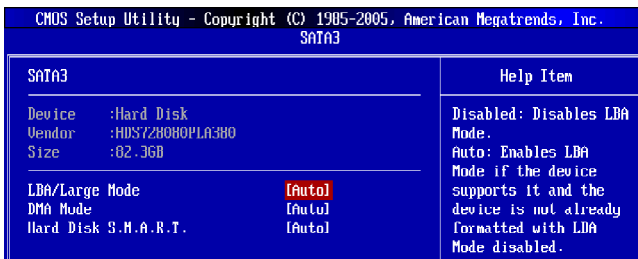 CMOS Setup Utility - Copyright (C) 1985-2005, American Megatrends, Inc.
SATA3
SATA3
Device :Hard Disk
Vendor :HDS728080PLA380
Size :82.3GB
LBA/Large Mode [Auto]
DMA Mode [Auto]
Hard Disk S.M.A.R.T. [Auto]
Help Item
Disabled: Disables LBA
Mode.
Auto: Enables LBA
Mode if the device
supports it and the
device is not already
formatted with LBA
Mode disabled.